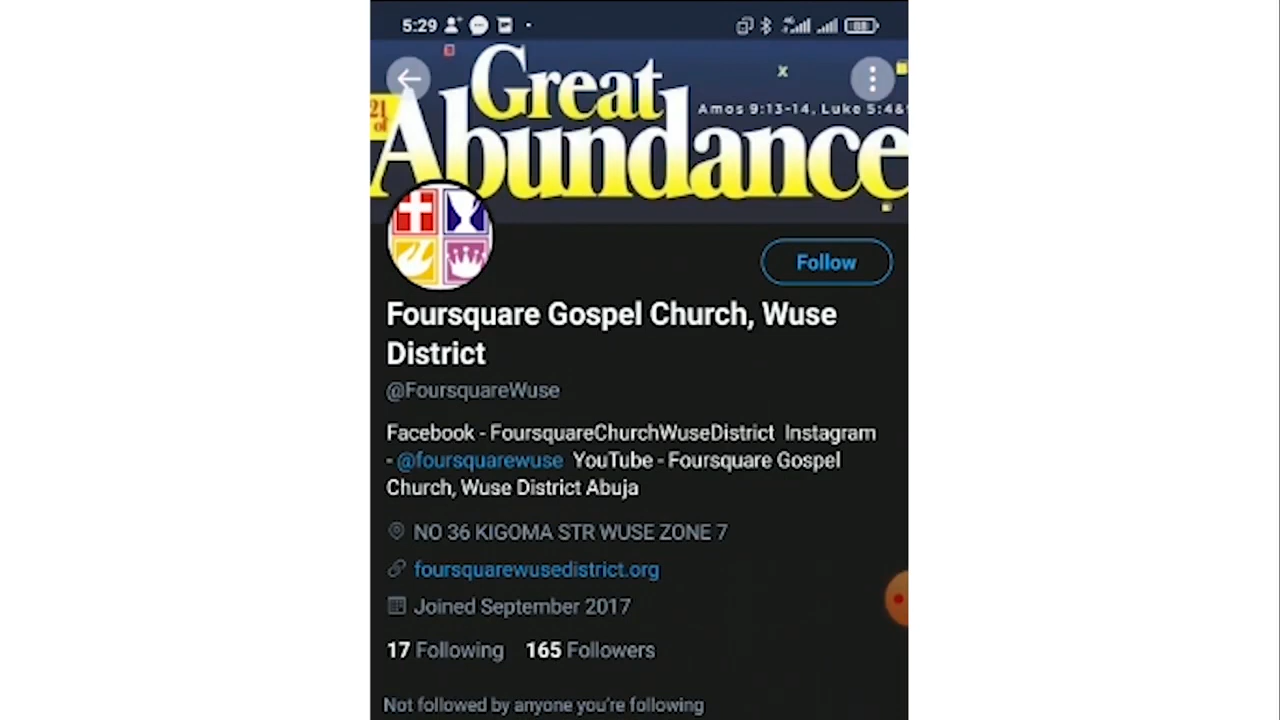 5:29
Great
21 of
Abundance
Amos 9:13-14, Luke 5:4&
Follow
Foursquare Gospel Church, Wuse
District
@FoursquareWuse
Facebook - FoursquareChurchWuseDistrict Instagram
- @foursquarewuse YouTube - Foursquare Gospel
Church, Wuse District Abuja
NO 36 KIGOMA STR WUSE ZONE 7
foursquarewusedistrict.org
Joined September 2017
17 Following 165 Followers
Not followed by anyone you're following